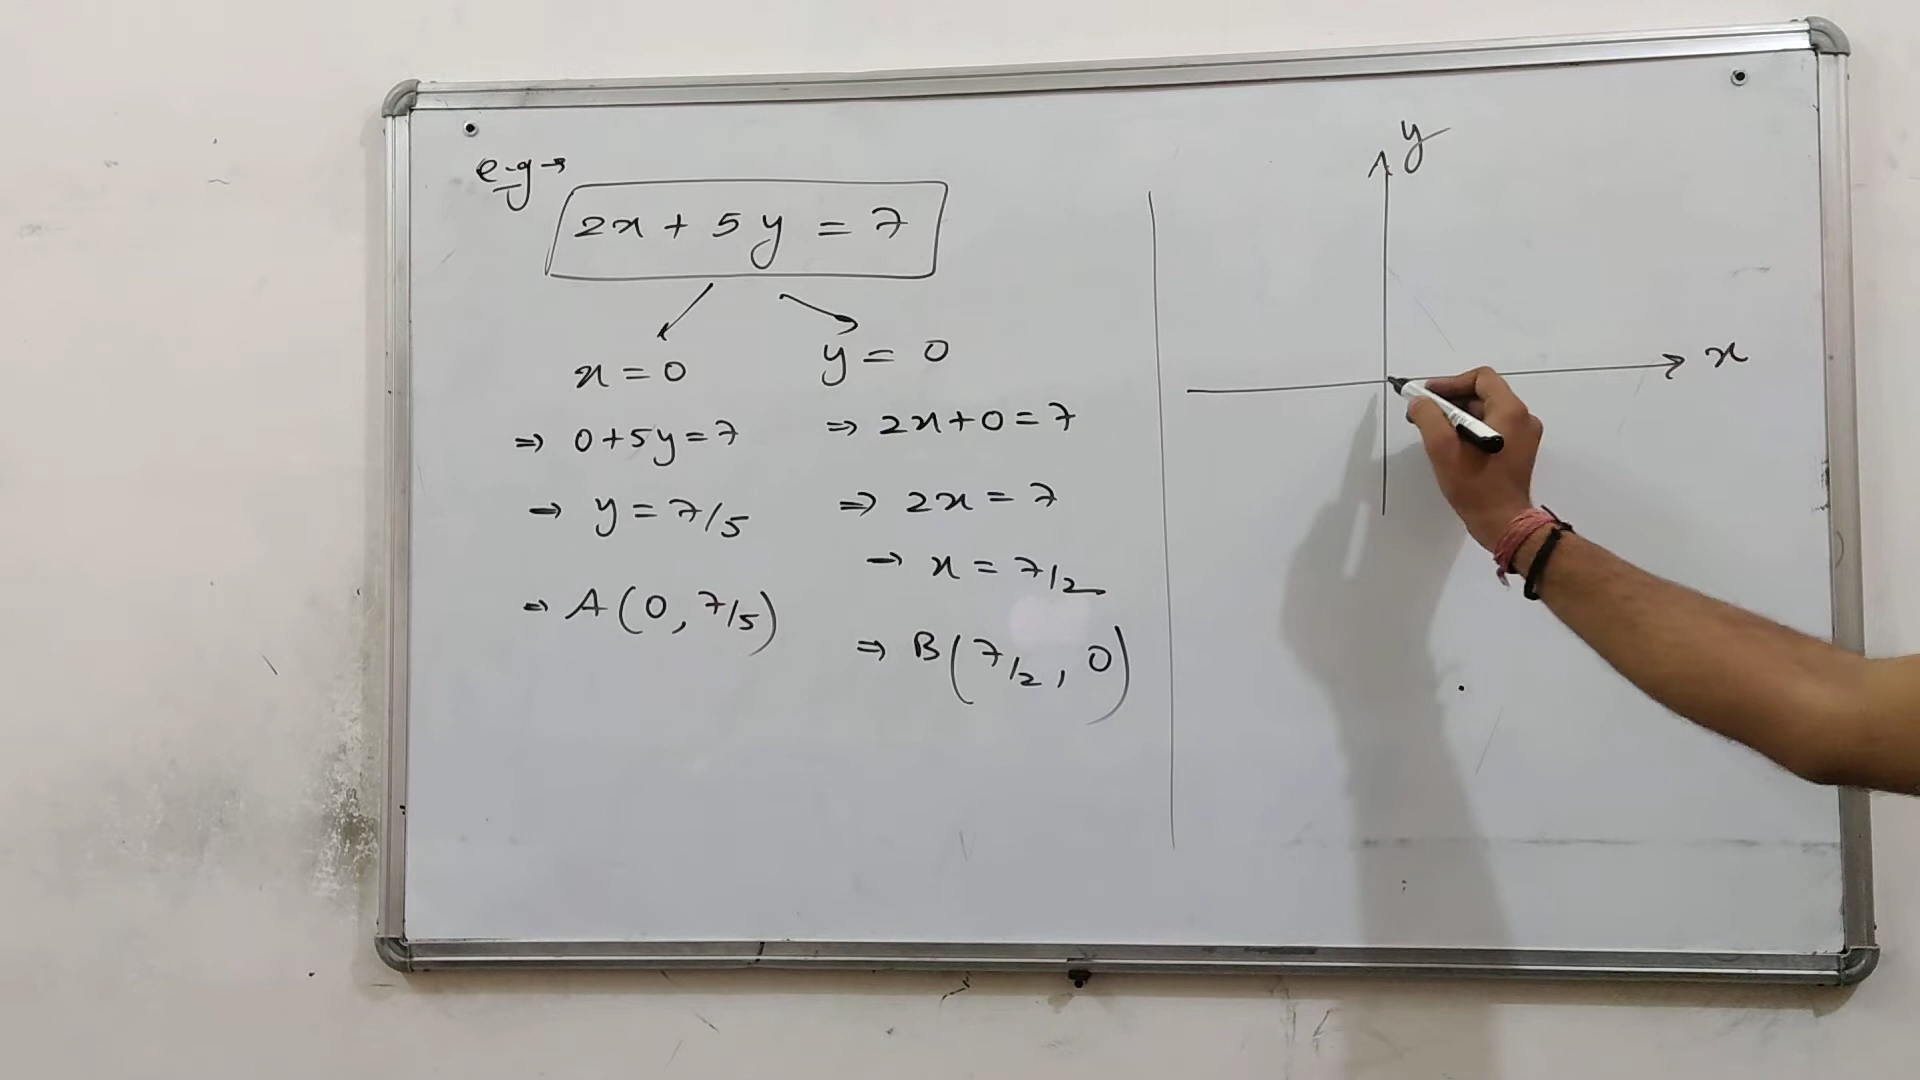 e.g →
2x + 5y = 7
x = 0
⇒ 0+5y=7
→ y = 7/5
⇒ A(0, 7/5)
y = 0
⇒ 2x+0=7
⇒ 2x = 7
→ x = 7/2
⇒ B(7/2, 0)
y
x